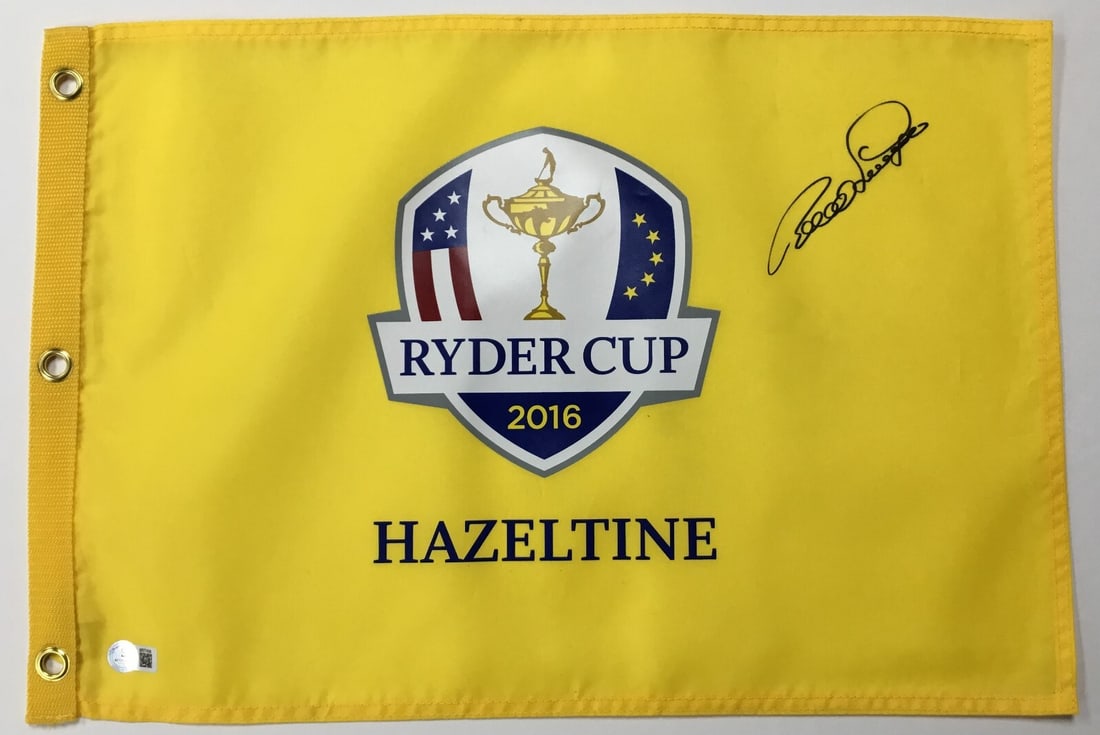 RYDER CUP
2016
HAZELTINE